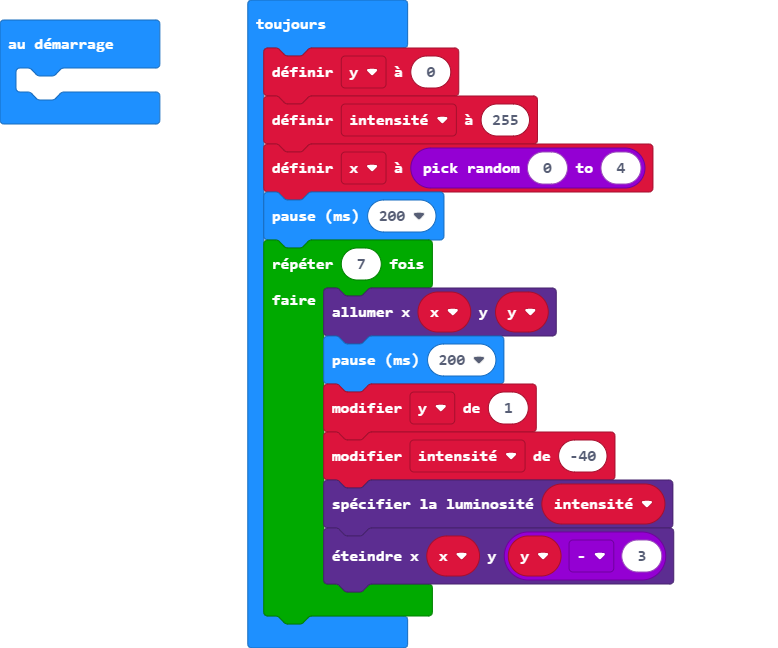 au démarrage
toujours
définir y à 0
définir intensité à 255
définir x à pick random 0 to 4
pause (ms) 200
répéter 7 fois
faire
allumer x x y y
pause (ms) 200
modifier y de 1
modifier intensité de -40
spécifier la luminosité intensité
éteindre x x y y - 3